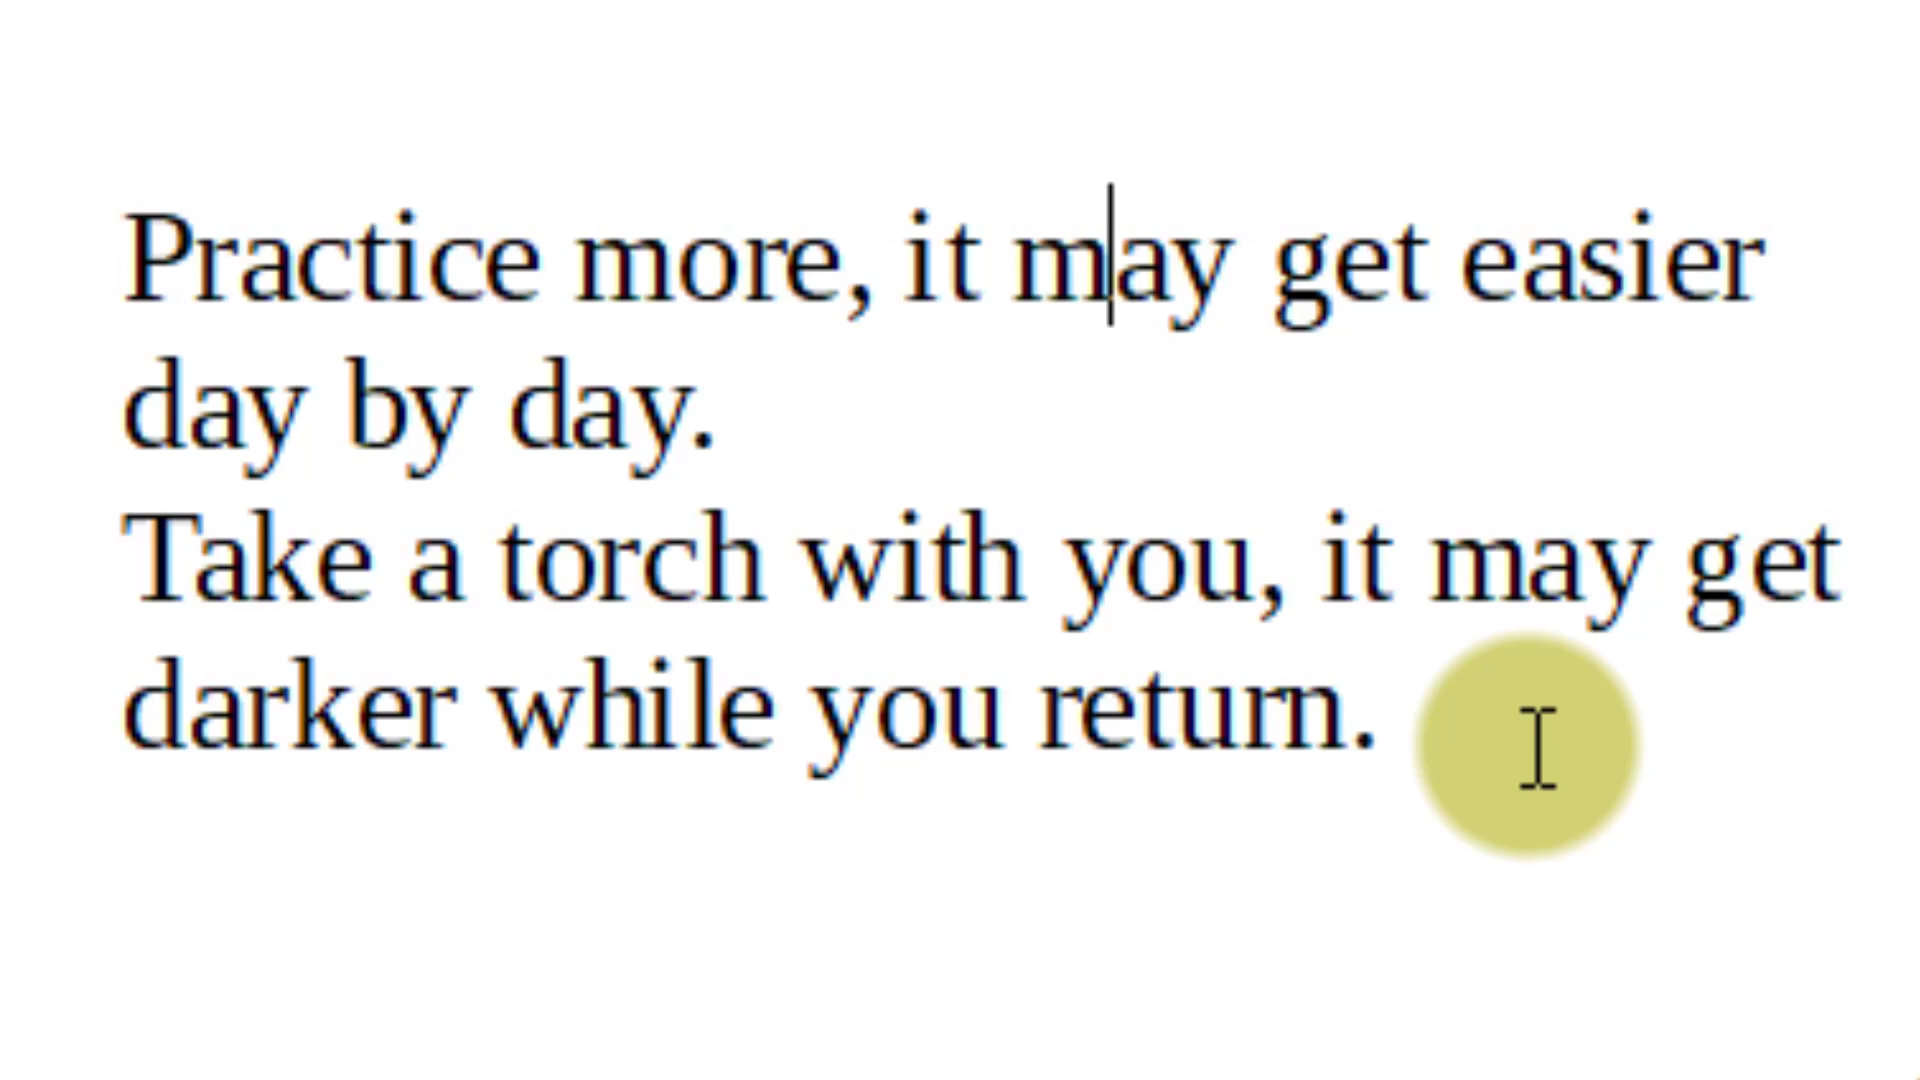 Practice more, it may get easier
day by day.
Take a torch with you, it may get
darker while you return.